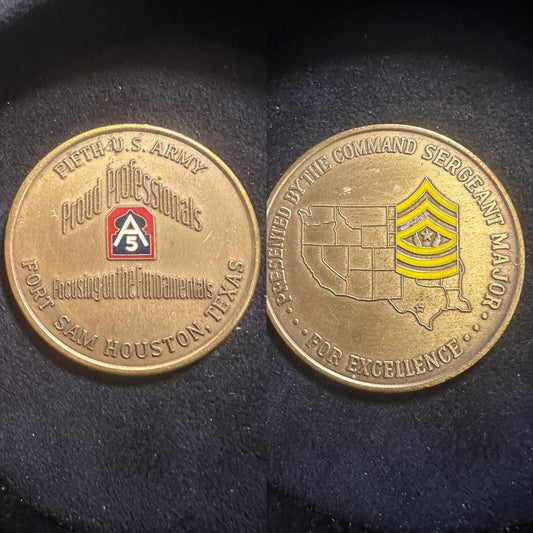 FIFTH U.S. ARMY
Proud Professionals
A
5
Focusing on the Fundamentals
FORT SAM HOUSTON, TEXAS
· PRESENTED BY THE COMMAND SERGEANT MAJOR ·
· · · FOR EXCELLENCE · · ·